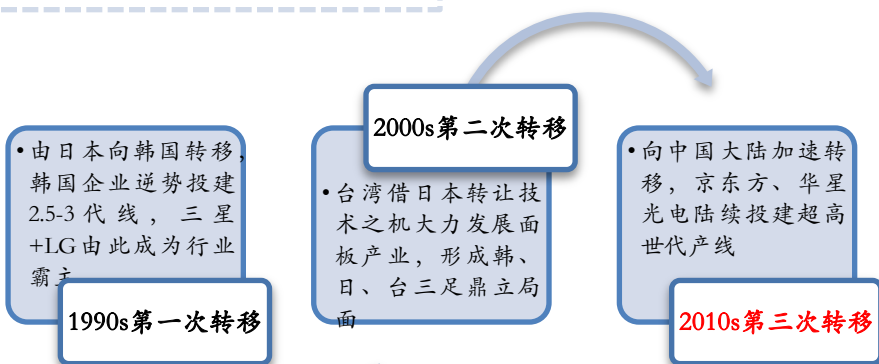 • 由日本向韩国转移,
韩国企业逆势投建
2.5-3代线，三星
+LG由此成为行业
霸主
1990s第一次转移
2000s第二次转移
• 台湾借日本转让技
术之机大力发展面
板产业，形成韩、
日、台三足鼎立局
面
• 向中国大陆加速转
移，京东方、华星
光电陆续投建超高
世代产线
2010s第三次转移